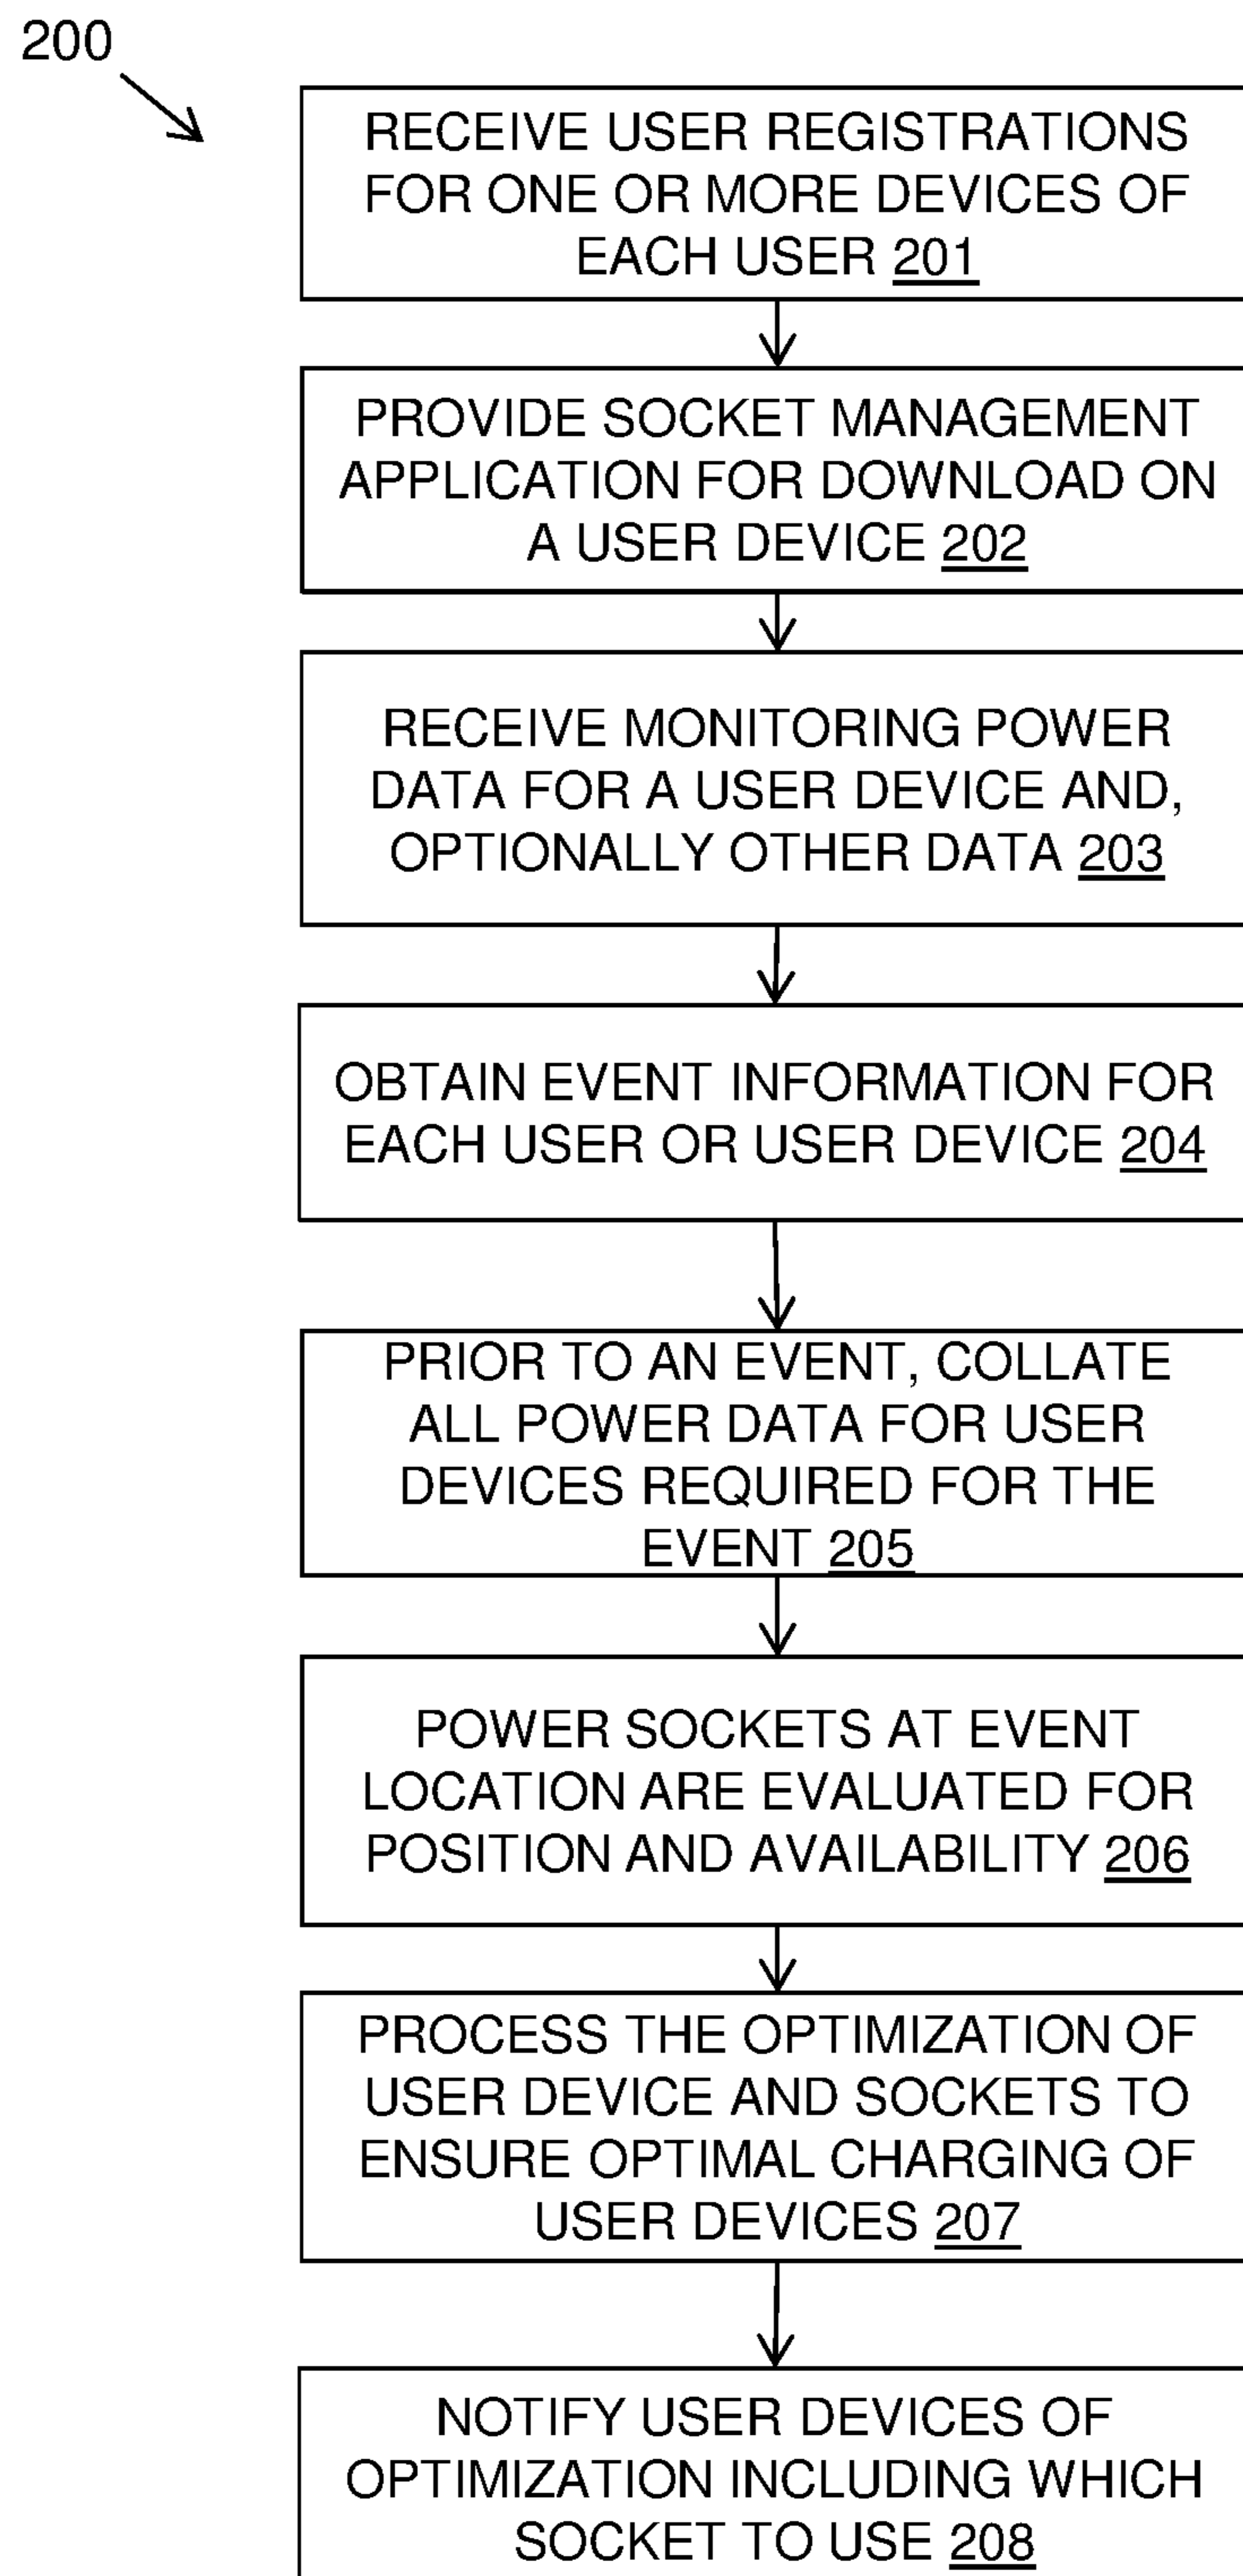 200
RECEIVE USER REGISTRATIONS
FOR ONE OR MORE DEVICES OF
EACH USER 201
PROVIDE SOCKET MANAGEMENT
APPLICATION FOR DOWNLOAD ON
A USER DEVICE 202
RECEIVE MONITORING POWER
DATA FOR A USER DEVICE AND,
OPTIONALLY OTHER DATA 203
OBTAIN EVENT INFORMATION FOR
EACH USER OR USER DEVICE 204
PRIOR TO AN EVENT, COLLATE
ALL POWER DATA FOR USER
DEVICES REQUIRED FOR THE
EVENT 205
POWER SOCKETS AT EVENT
LOCATION ARE EVALUATED FOR
POSITION AND AVAILABILITY 206
PROCESS THE OPTIMIZATION OF
USER DEVICE AND SOCKETS TO
ENSURE OPTIMAL CHARGING OF
USER DEVICES 207
NOTIFY USER DEVICES OF
OPTIMIZATION INCLUDING WHICH
SOCKET TO USE 208